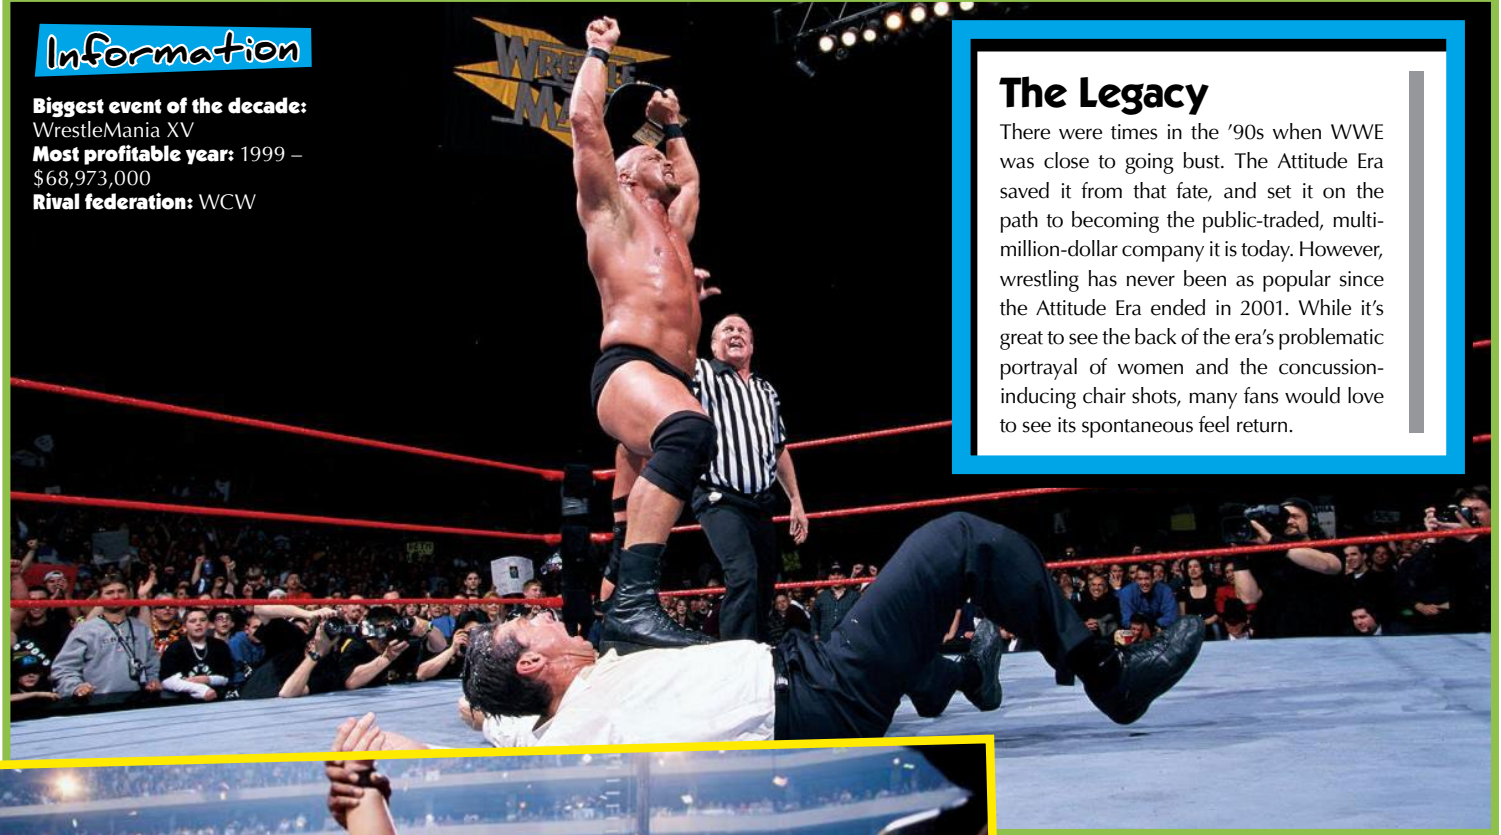 Information
Biggest event of the decade:
WrestleMania XV
Most profitable year: 1999 –
$68,973,000
Rival federation: WCW
WRESTLE
MA
The Legacy
There were times in the ’90s when WWE
was close to going bust. The Attitude Era
saved it from that fate, and set it on the
path to becoming the public-traded, multi-
million-dollar company it is today. However,
wrestling has never been as popular since
the Attitude Era ended in 2001. While it’s
great to see the back of the era’s problematic
portrayal of women and the concussion-
inducing chair shots, many fans would love
to see its spontaneous feel return.